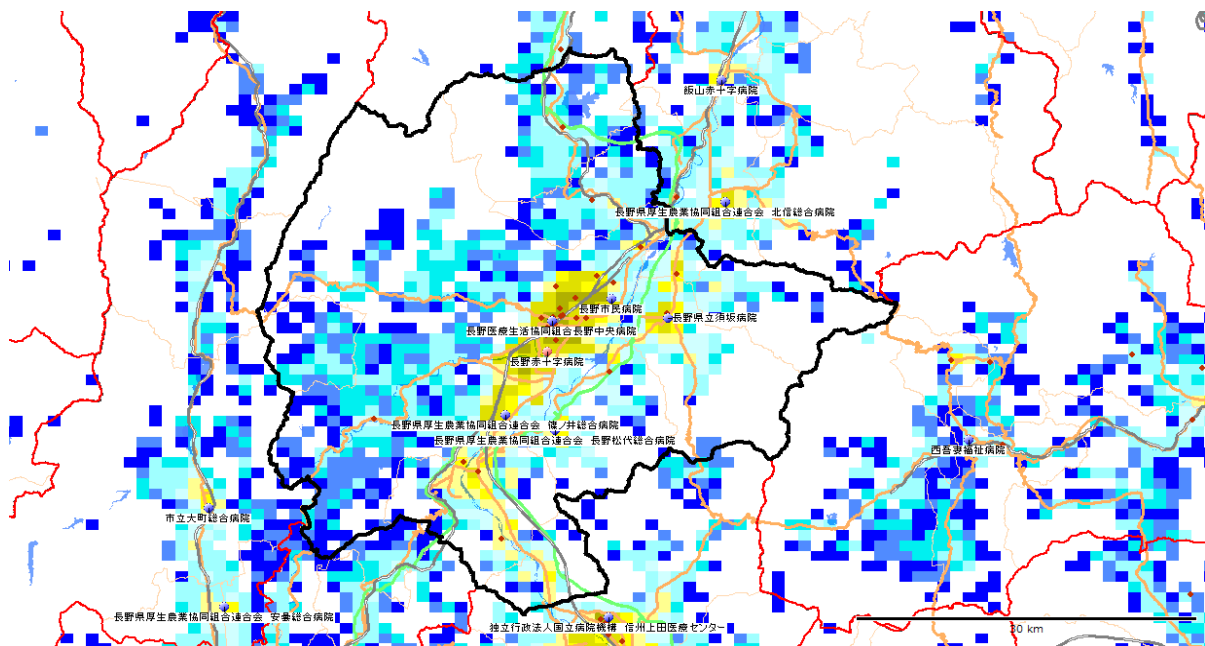 飯山赤十字病院
長野県厚生農業協同組合連合会 北信総合病院
長野市民病院
長野県立須坂病院
長野医療生活協同組合長野中央病院
長野赤十字病院
長野県厚生農業協同組合連合会 篠ノ井総合病院
長野県厚生農業協同組合連合会 長野松代総合病院
西吾妻福祉病院
市立大町総合病院
長野県厚生農業協同組合連合会 安曇総合病院
独立行政法人国立病院機構 信州上田医療センター
30 km